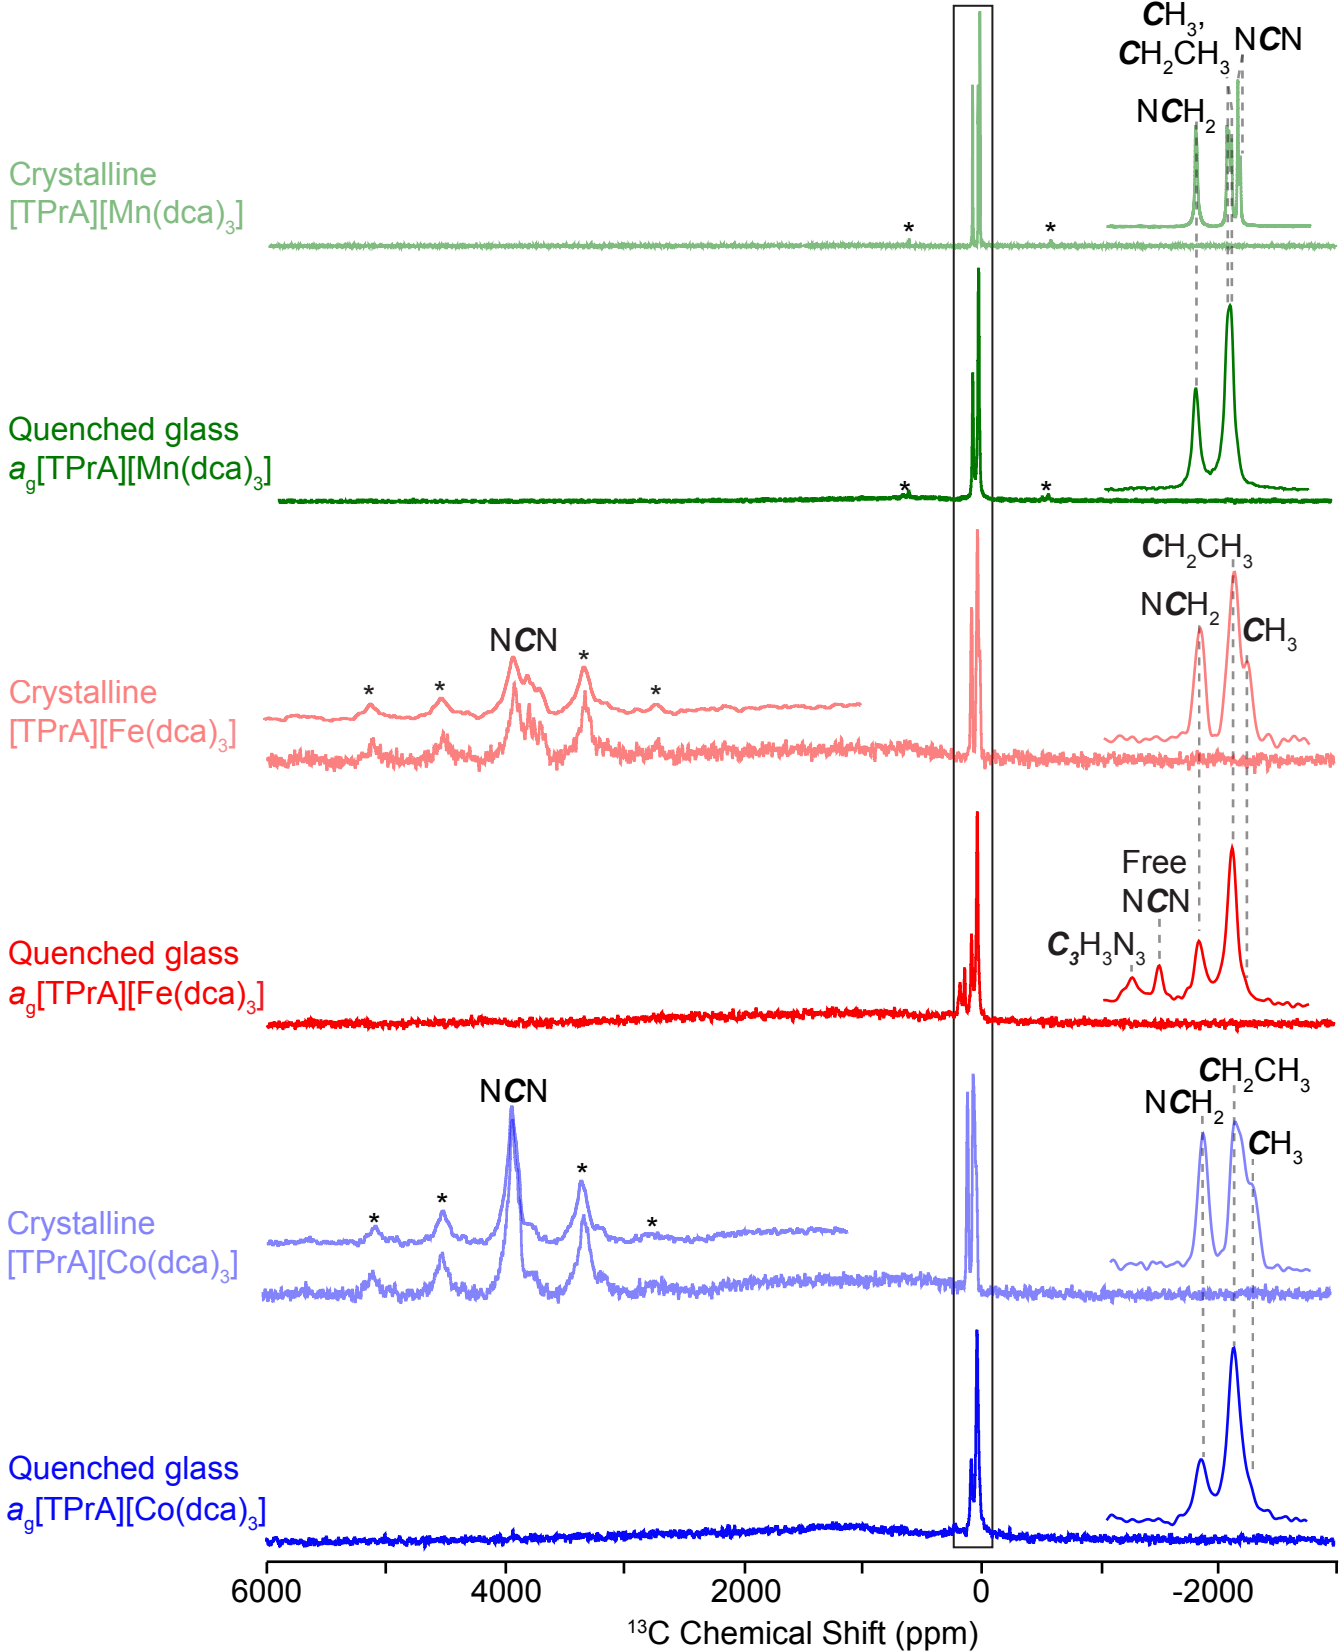 CH₃,
CH₂CH₃ NCN
NCH₂
Crystalline
[TPrA][Mn(dca)₃]
* *
Quenched glass
a_g[TPrA][Mn(dca)₃]
* *
CH₂CH₃
NCH₂
CH₃
NCN
* * * *
Crystalline
[TPrA][Fe(dca)₃]
Free
NCN
C₃H₃N₃
Quenched glass
a_g[TPrA][Fe(dca)₃]
CH₂CH₃
NCH₂
CH₃
NCN
* * * *
Crystalline
[TPrA][Co(dca)₃]
Quenched glass
a_g[TPrA][Co(dca)₃]
6000 4000 2000 0 -2000
¹³C Chemical Shift (ppm)